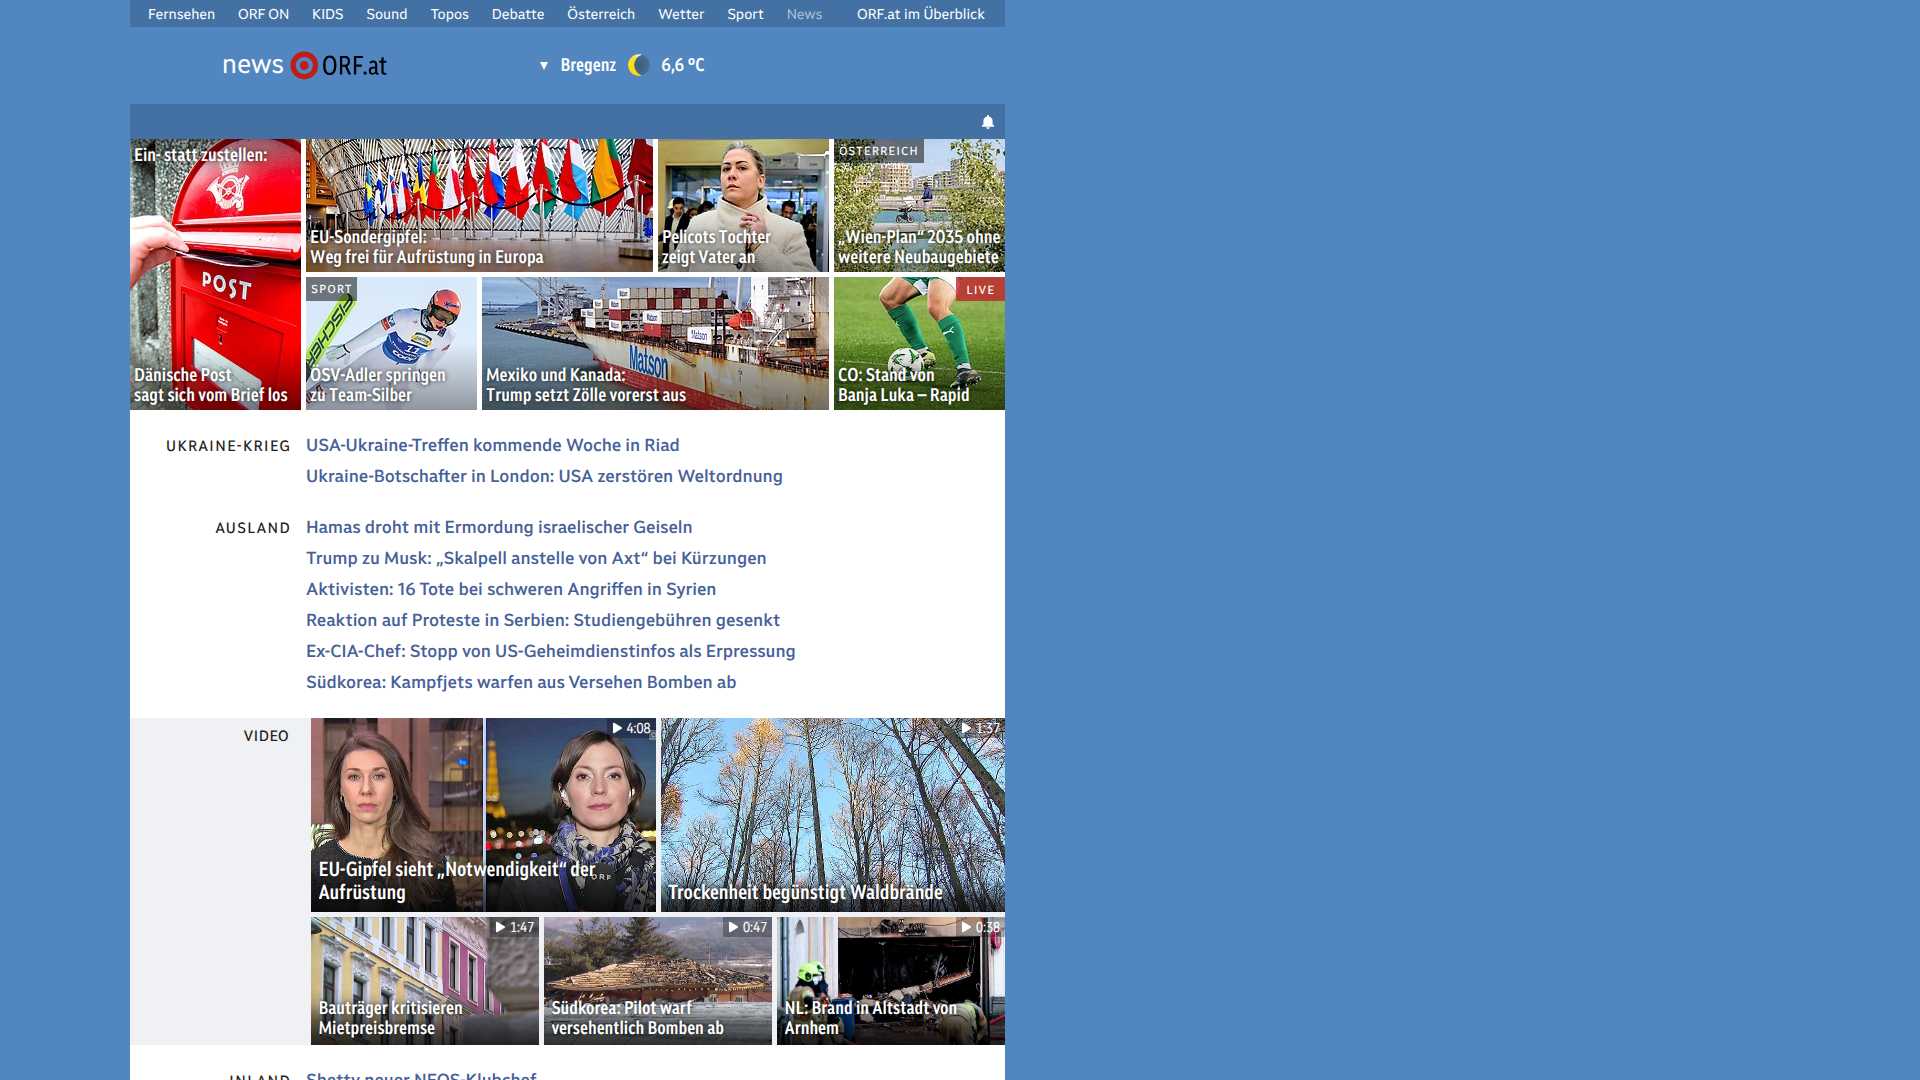 Fernsehen ORF ON KIDS Sound Topos Debatte Österreich Wetter Sport News ORF.at im Überblick
news ORF.at
Bregenz 6,6 °C
Ein- statt zustellen:
POST
Dänische Post
sagt sich vom Brief los
EU-Sondergipfel:
Weg frei für Aufrüstung in Europa
Pelicots Tochter
zeigt Vater an
ÖSTERREICH
„Wien-Plan“ 2035 ohne
weitere Neubaugebiete
SPORT
11
ÖSV-Adler springen
zu Team-Silber
Matson
Matson
Mexiko und Kanada:
Trump setzt Zölle vorerst aus
LIVE
CO: Stand von
Banja Luka – Rapid
UKRAINE-KRIEG
USA-Ukraine-Treffen kommende Woche in Riad
Ukraine-Botschafter in London: USA zerstören Weltordnung
AUSLAND
Hamas droht mit Ermordung israelischer Geiseln
Trump zu Musk: „Skalpell anstelle von Axt“ bei Kürzungen
Aktivisten: 16 Tote bei schweren Angriffen in Syrien
Reaktion auf Proteste in Serbien: Studiengebühren gesenkt
Ex-CIA-Chef: Stopp von US-Geheimdienstinfos als Erpressung
Südkorea: Kampfjets warfen aus Versehen Bomben ab
VIDEO
4:08
EU-Gipfel sieht „Notwendigkeit“ der
Aufrüstung
ORF
1:37
Trockenheit begünstigt Waldbrände
1:47
Bauträger kritisieren
Mietpreisbremse
0:47
Südkorea: Pilot warf
versehentlich Bomben ab
0:38
NL: Brand in Altstadt von
Arnhem
INLAND
Shetty neuer NEOS-Klubchef